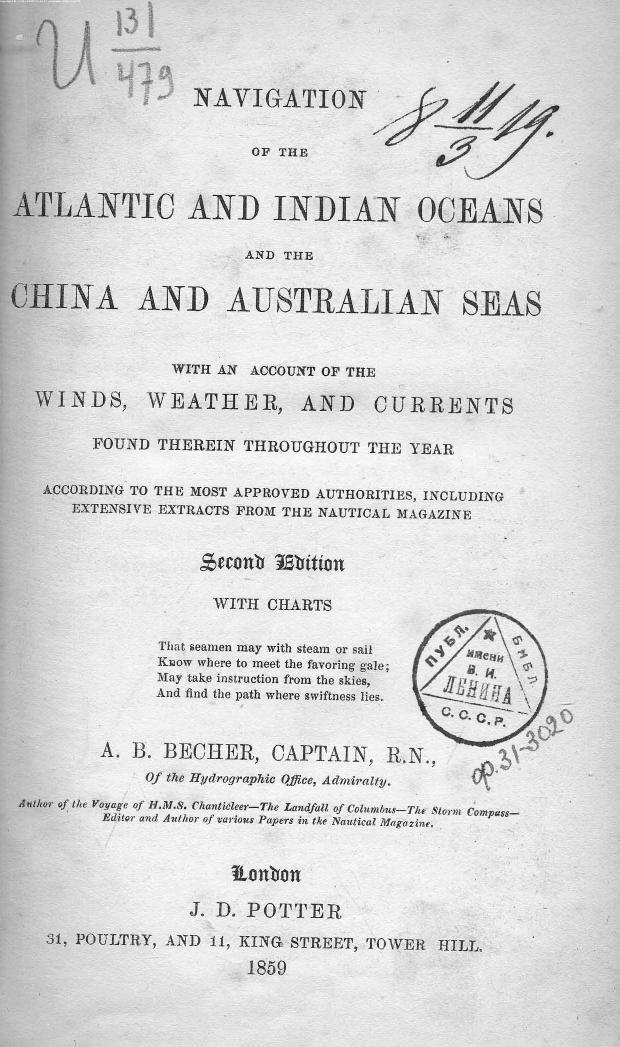 И 131
479
8 11/3 19.
NAVIGATION
OF THE
ATLANTIC AND INDIAN OCEANS
AND THE
CHINA AND AUSTRALIAN SEAS
WITH AN ACCOUNT OF THE
WINDS, WEATHER, AND CURRENTS
FOUND THEREIN THROUGHOUT THE YEAR
ACCORDING TO THE MOST APPROVED AUTHORITIES, INCLUDING
EXTENSIVE EXTRACTS FROM THE NAUTICAL MAGAZINE
Second Edition
WITH CHARTS
That seamen may with steam or sail
Know where to meet the favoring gale;
May take instruction from the skies,
And find the path where swiftness lies.
ПУБЛ. БИБЛ.
имени
В. И.
ЛЕНИНА
С. С. С. Р.
ор.31-3020
A. B. BECHER, CAPTAIN, R.N.,
Of the Hydrographic Office, Admiralty.
Author of the Voyage of H.M.S. Chanticleer—The Landfall of Columbus—The Storm Compass—
Editor and Author of various Papers in the Nautical Magazine.
London
J. D. POTTER
31, POULTRY, AND 11, KING STREET, TOWER HILL.
1859